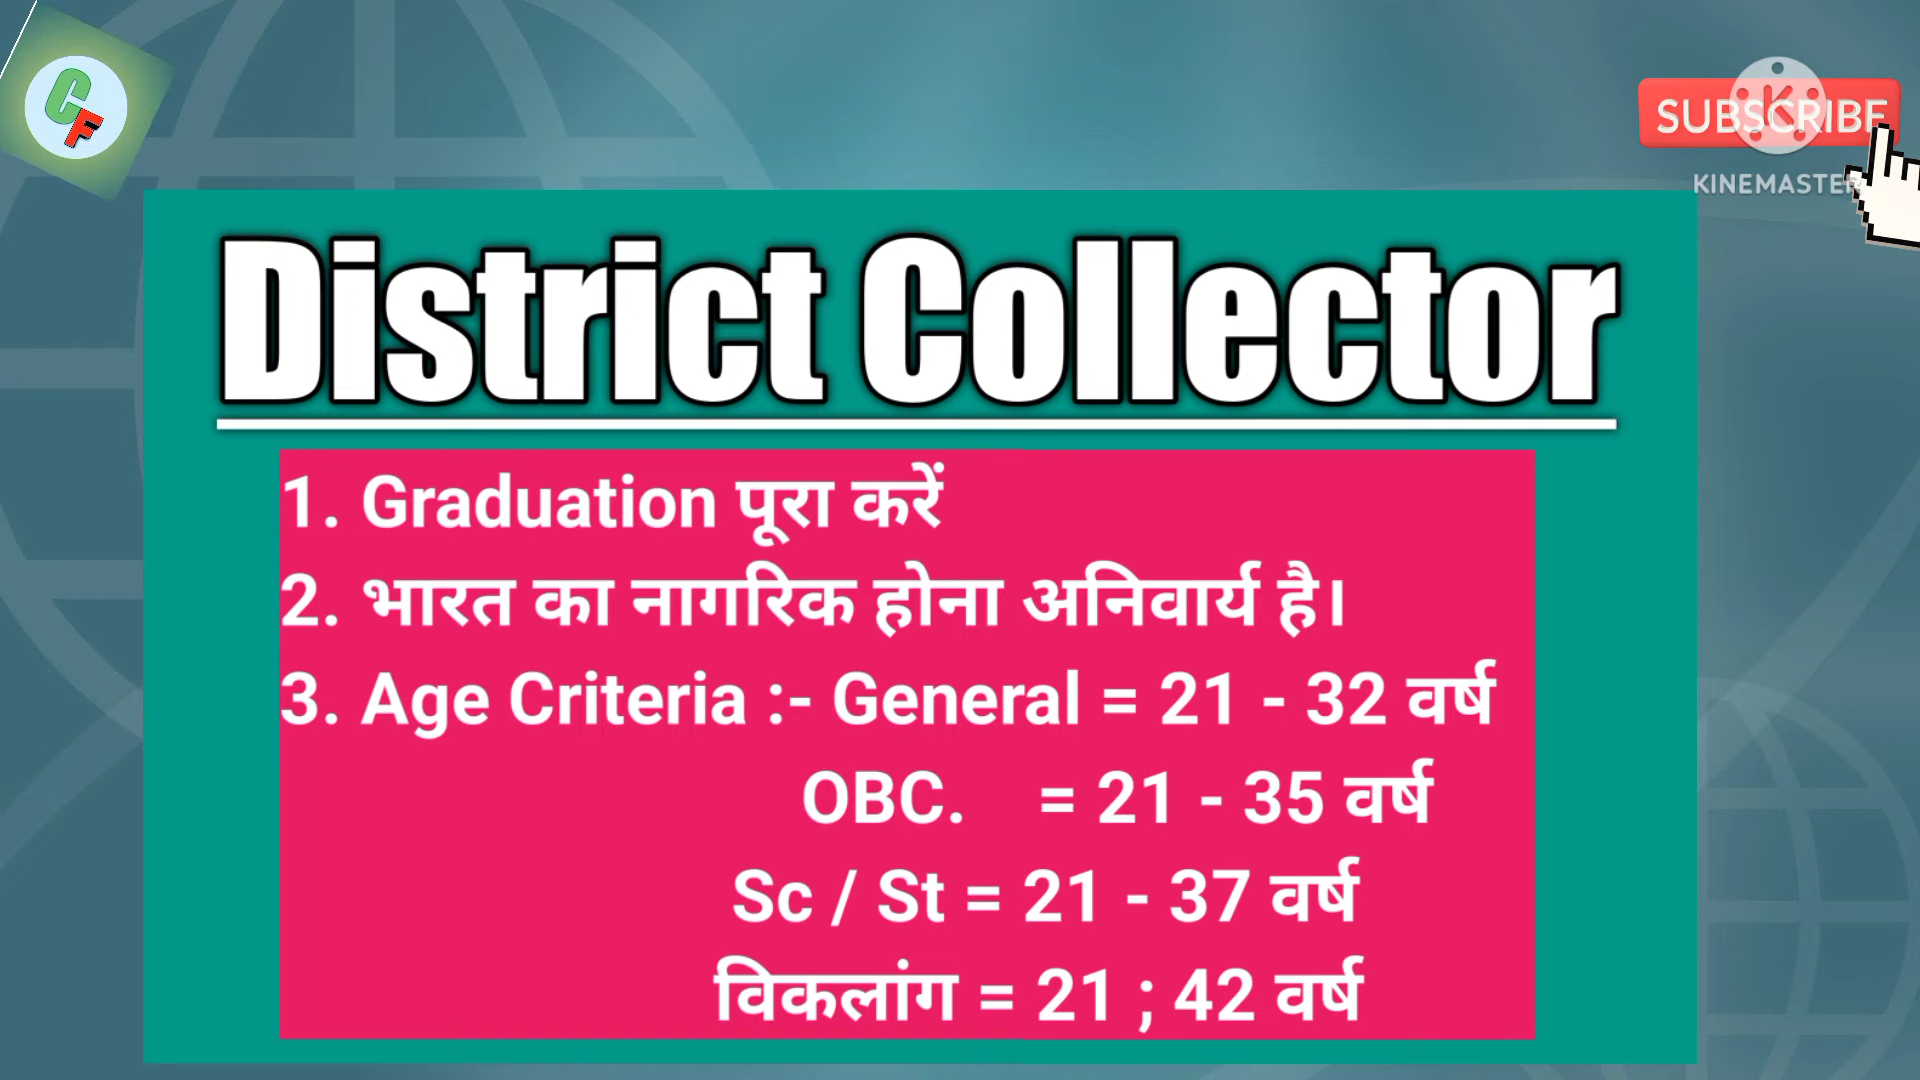 CF
SUBSCRIBE
K
KINEMASTER
District Collector
1. Graduation पूरा करें
2. भारत का नागरिक होना अनिवार्य है।
3. Age Criteria :- General = 21 - 32 वर्ष
OBC. = 21 - 35 वर्ष
Sc / St = 21 - 37 वर्ष
विकलांग = 21 ; 42 वर्ष